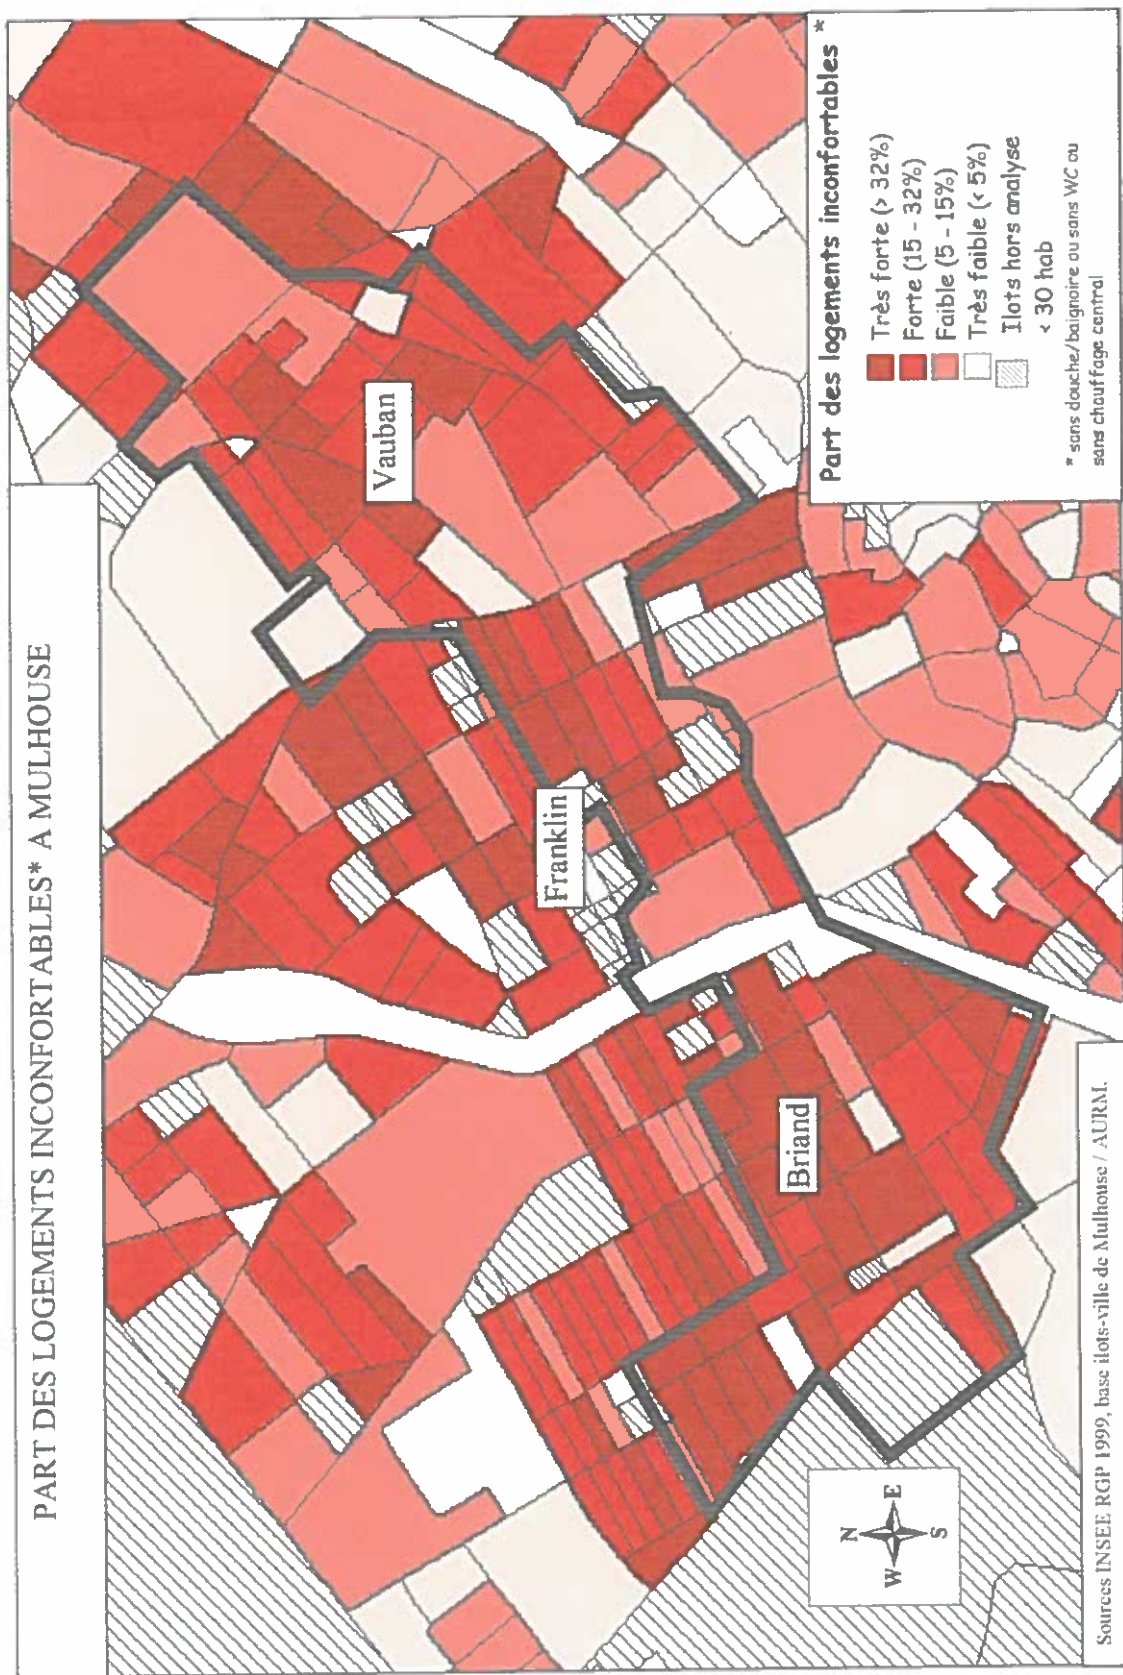 PART DES LOGEMENTS INCONFORTABLES* A MULHOUSE
Vauban
Franklin
Briand
N
W E
S
Part des logements inconfortables *
Très forte (> 32%)
Forte (15 - 32%)
Faible (5 - 15%)
Très faible (< 5%)
Ilots hors analyse
< 30 hab
* sans douche/baignoire ou sans WC ou
sans chauffage central
Sources INSEE RGP 1999, base ilots-ville de Mulhouse / AURM.